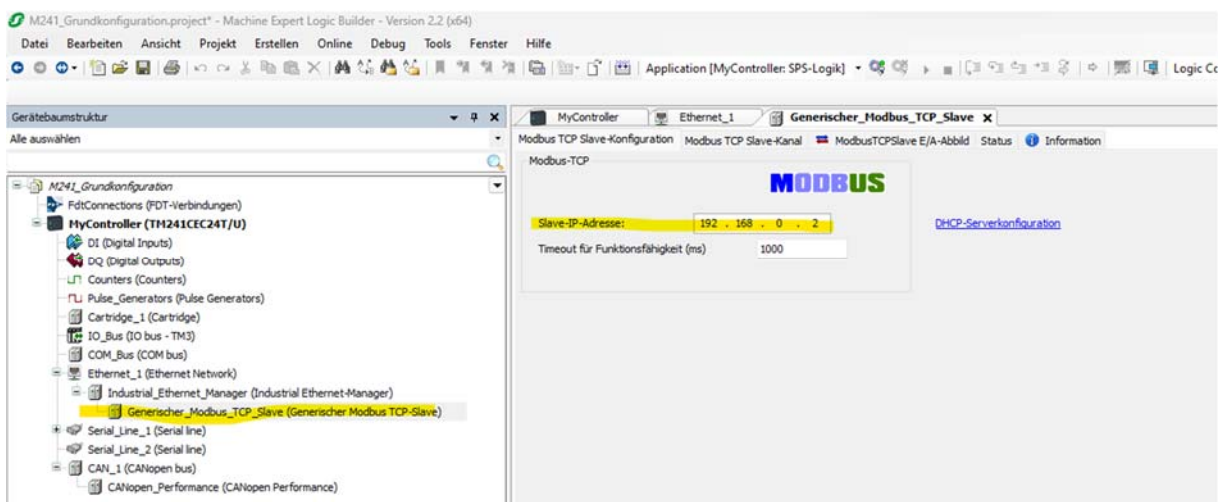 M241_Grundkonfiguration.project* - Machine Expert Logic Builder - Version 2.2 (x64)
Datei Bearbeiten Ansicht Projekt Erstellen Online Debug Tools Fenster Hilfe
Application [MyController: SPS-Logik]
Logic Co
Gerätebaumstruktur
Alle auswählen
M241_Grundkonfiguration
FdtConnections (FDT-Verbindungen)
MyController (TM241CEC24T/U)
DI (Digital Inputs)
DQ (Digital Outputs)
Counters (Counters)
Pulse_Generators (Pulse Generators)
Cartridge_1 (Cartridge)
IO_Bus (IO bus - TM3)
COM_Bus (COM bus)
Ethernet_1 (Ethernet Network)
Industrial_Ethernet_Manager (Industrial Ethernet-Manager)
Generischer_Modbus_TCP_Slave (Generischer Modbus TCP-Slave)
Serial_Line_1 (Serial line)
Serial_Line_2 (Serial line)
CAN_1 (CANopen bus)
CANopen_Performance (CANopen Performance)
MyController Ethernet_1 Generischer_Modbus_TCP_Slave
Modbus TCP Slave-Konfiguration Modbus TCP Slave-Kanal ModbusTCPSlave E/A-Abbild Status Information
Modbus-TCP
MODBUS
Slave-IP-Adresse: 192 . 168 . 0 . 2 DHCP-Serverkonfiguration
Timeout für Funktionsfähigkeit (ms) 1000